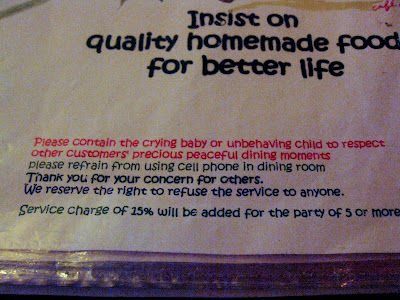 Insist on
quality homemade food
for better life
Please contain the crying baby or unbehaving child to respect
other customers' precious peaceful dining moments
please refrain from using cell phone in dining room
Thank you for your concern for others.
We reserve the right to refuse the service to anyone.
Service charge of 15% will be added for the party of 5 or more